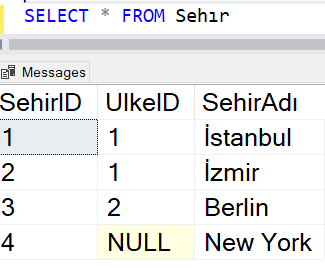 SELECT * FROM Sehır
Messages
SehirID UlkeID SehirAdı
1 1 İstanbul
2 1 İzmir
3 2 Berlin
4 NULL New York